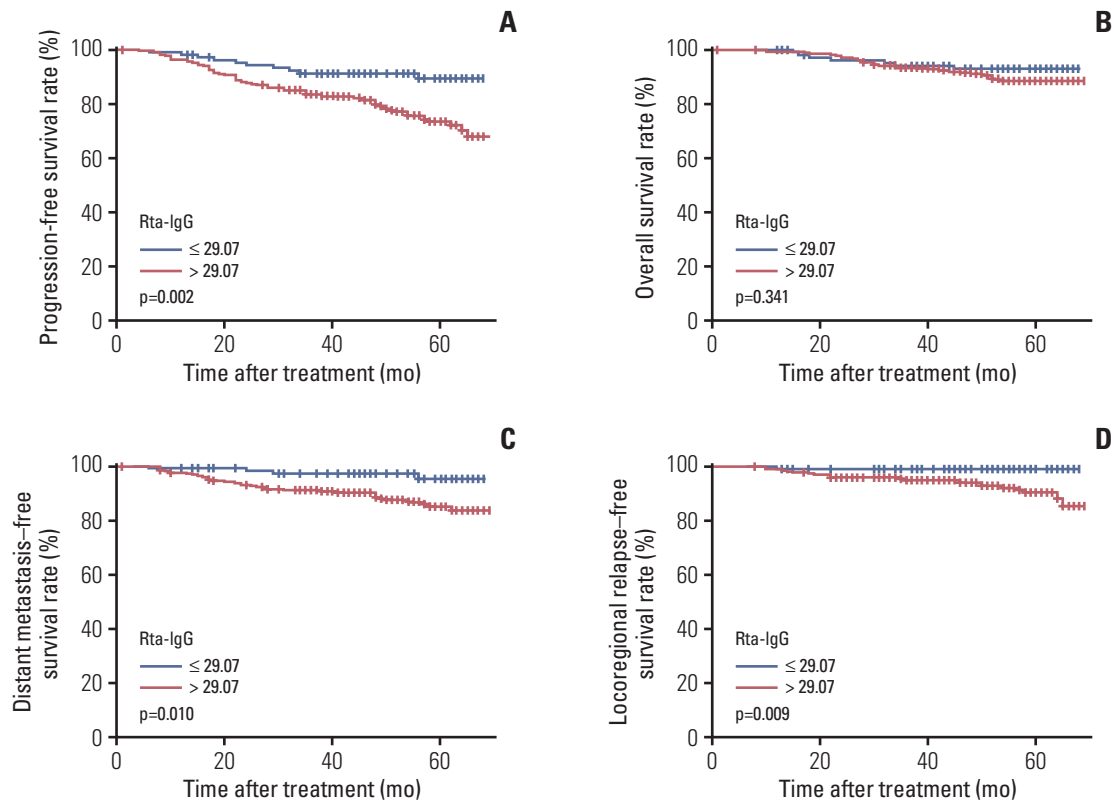 A
Progression-free survival rate (%)
100
80
60
40
20
0
Rta-IgG
≤ 29.07
> 29.07
p=0.002
0 20 40 60
Time after treatment (mo)
B
Overall survival rate (%)
100
80
60
40
20
0
Rta-IgG
≤ 29.07
> 29.07
p=0.341
0 20 40 60
Time after treatment (mo)
C
Distant metastasis–free
survival rate (%)
100
80
60
40
20
0
Rta-IgG
≤ 29.07
> 29.07
p=0.010
0 20 40 60
Time after treatment (mo)
D
Locoregional relapse–free
survival rate (%)
100
80
60
40
20
0
Rta-IgG
≤ 29.07
> 29.07
p=0.009
0 20 40 60
Time after treatment (mo)